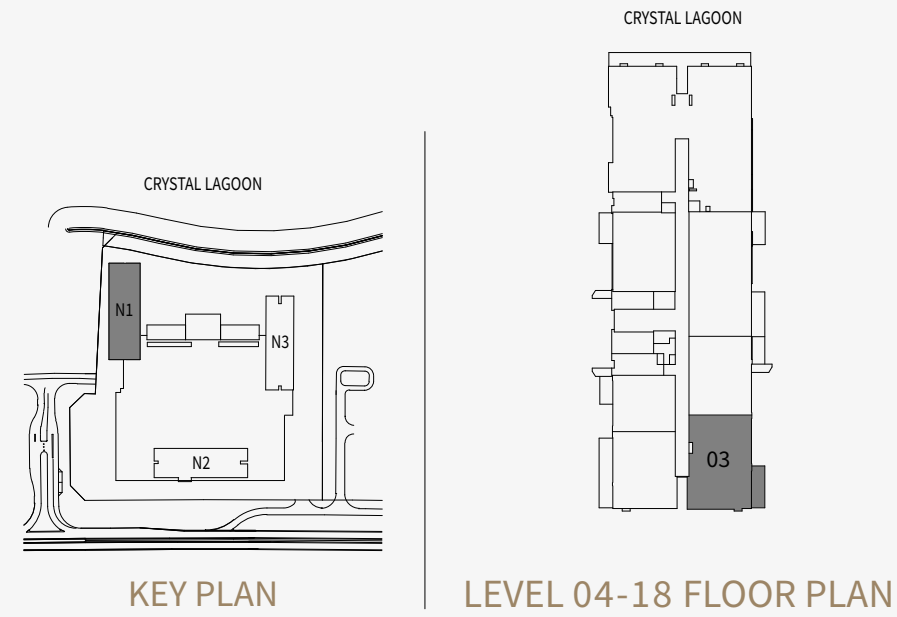 CRYSTAL LAGOON
N1
N3
N2
KEY PLAN
CRYSTAL LAGOON
03
LEVEL 04-18 FLOOR PLAN